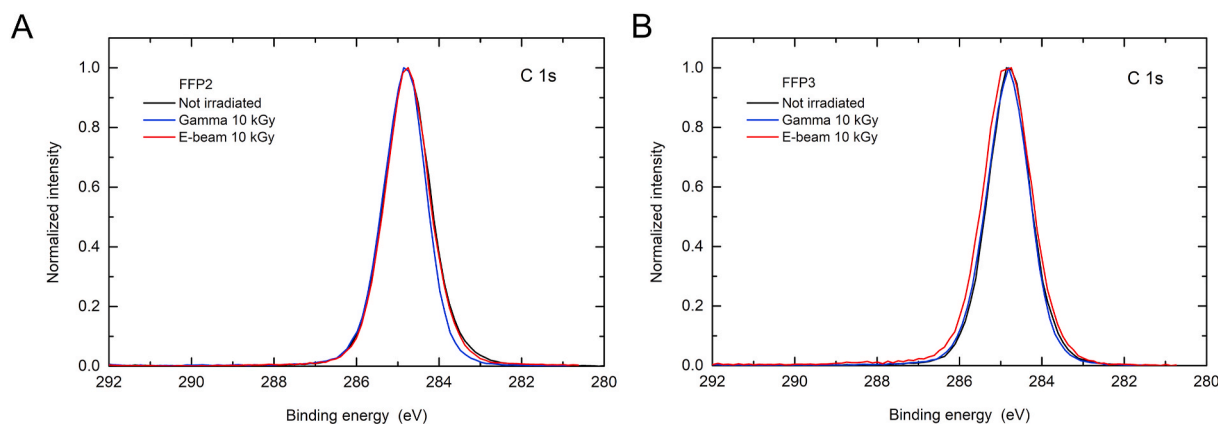 A
C 1s
FFP2
Not irradiated
Gamma 10 kGy
E-beam 10 kGy
Normalized intensity
1.0
0.8
0.6
0.4
0.2
0.0
292
290
288
286
284
282
280
Binding energy (eV)
B
C 1s
FFP3
Not irradiated
Gamma 10 kGy
E-beam 10 kGy
Normalized intensity
1.0
0.8
0.6
0.4
0.2
0.0
292
290
288
286
284
282
280
Binding energy (eV)